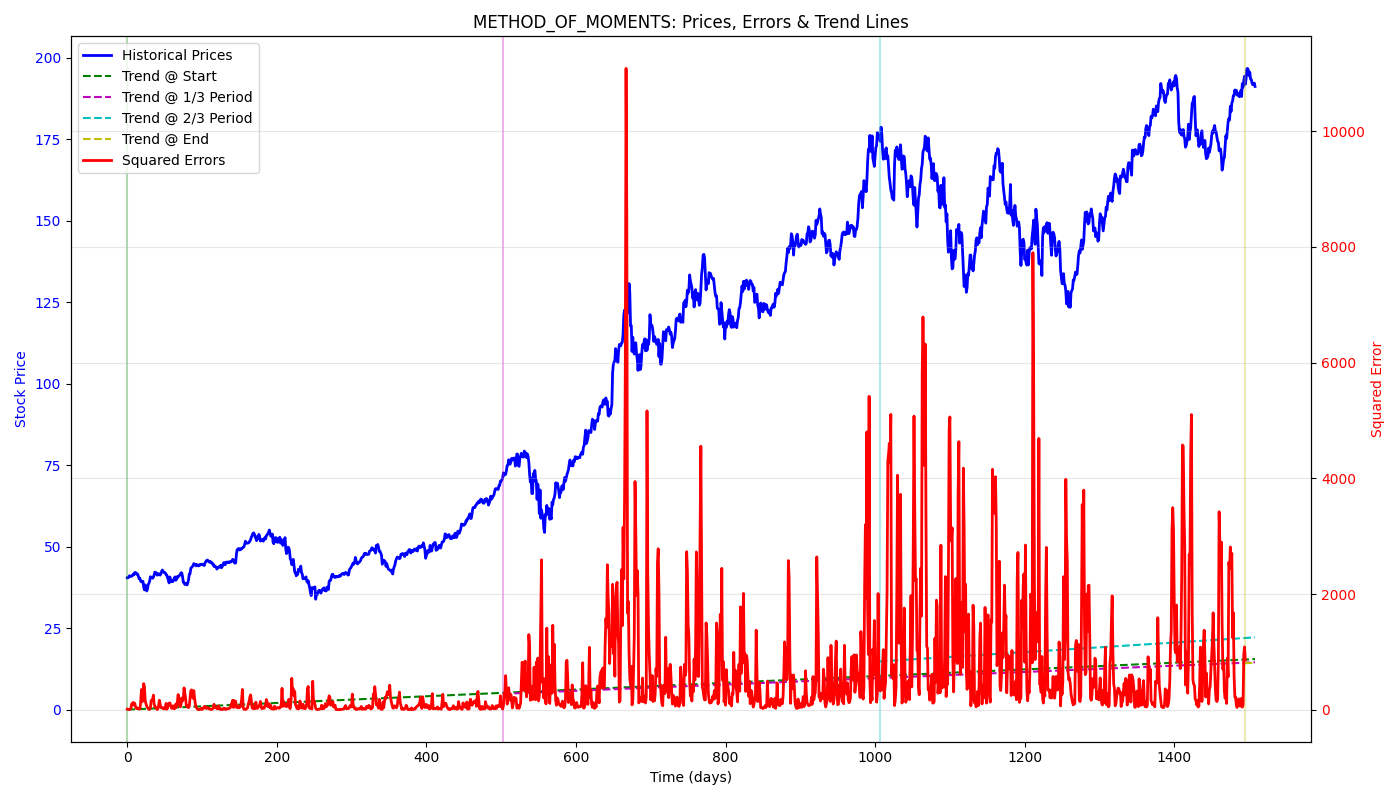 METHOD_OF_MOMENTS: Prices, Errors & Trend Lines
Historical Prices
Trend @ Start
Trend @ 1/3 Period
Trend @ 2/3 Period
Trend @ End
Squared Errors
200
175
150
125
100
75
50
25
0
Stock Price
10000
8000
6000
4000
2000
0
Squared Error
0
200
400
600
800
1000
1200
1400
Time (days)